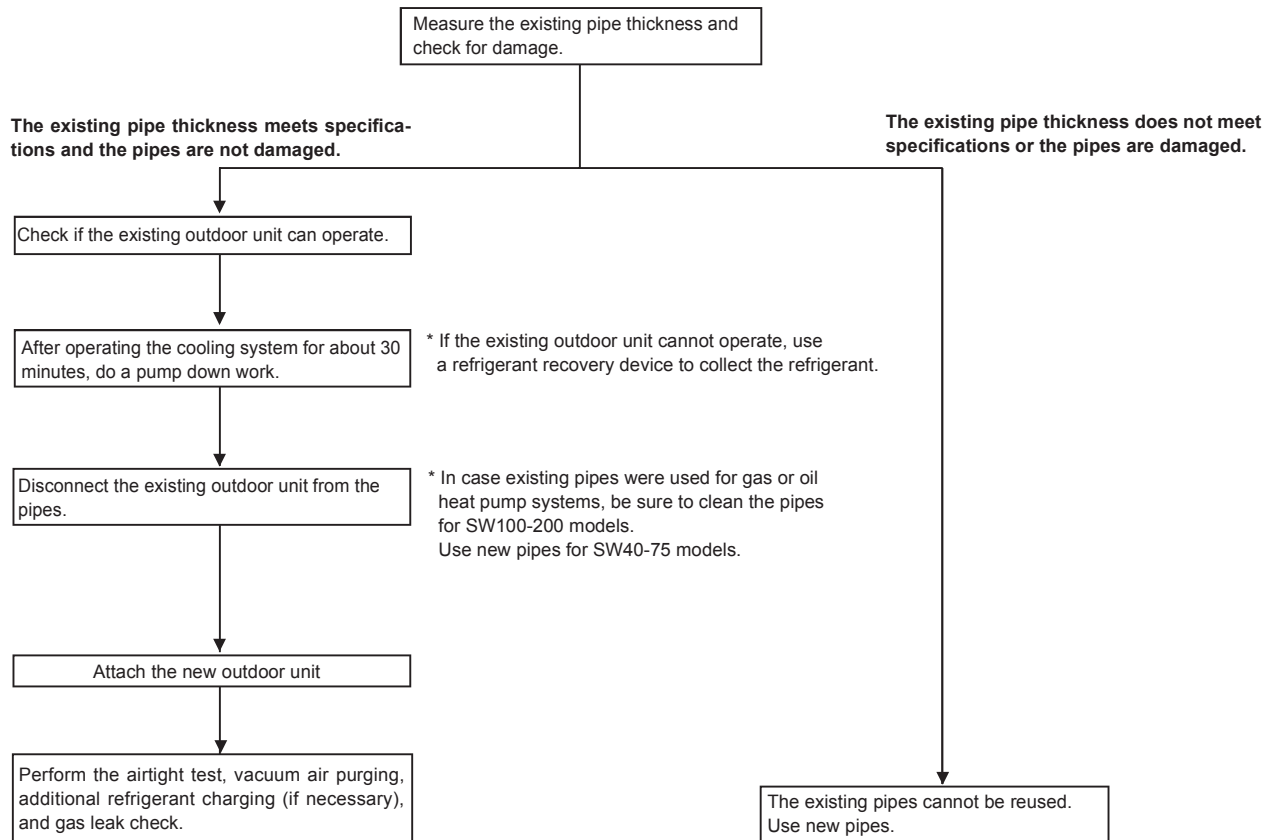 Measure the existing pipe thickness and
check for damage.
The existing pipe thickness meets specifica-
tions and the pipes are not damaged.
The existing pipe thickness does not meet
specifications or the pipes are damaged.
Check if the existing outdoor unit can operate.
After operating the cooling system for about 30
minutes, do a pump down work.
* If the existing outdoor unit cannot operate, use
a refrigerant recovery device to collect the refrigerant.
Disconnect the existing outdoor unit from the
pipes.
* In case existing pipes were used for gas or oil
heat pump systems, be sure to clean the pipes
for SW100-200 models.
Use new pipes for SW40-75 models.
Attach the new outdoor unit
Perform the airtight test, vacuum air purging,
additional refrigerant charging (if necessary),
and gas leak check.
The existing pipes cannot be reused.
Use new pipes.